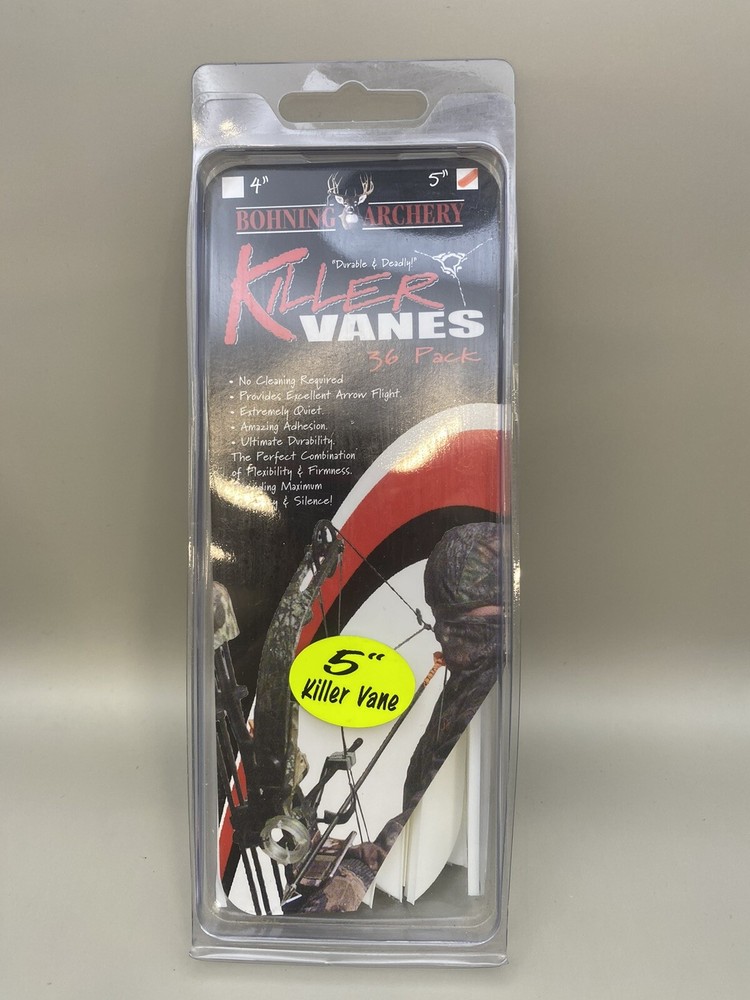 4" 5"
BOHNING ARCHERY
"Durable & Deadly!"
KILLER
VANES
36 Pack
• No Cleaning Required
• Provides Excellent Arrow Flight.
• Extremely Quiet.
• Amazing Adhesion.
• Ultimate Durability.
The Perfect Combination
of Flexibility & Firmness.
Maximum
& Silence!
5"
Killer Vane